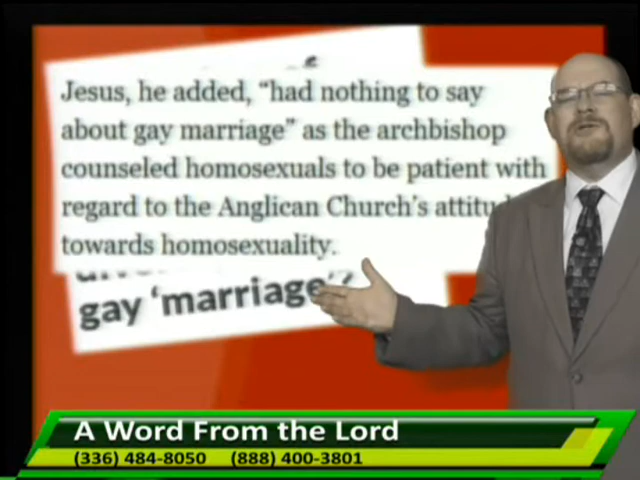 Jesus, he added, “had nothing to say
about gay marriage” as the archbishop
counseled homosexuals to be patient with
regard to the Anglican Church’s
towards homosexuality.
gay ‘marriage’?
A Word From the Lord
(336) 484-8050 (888) 400-3801